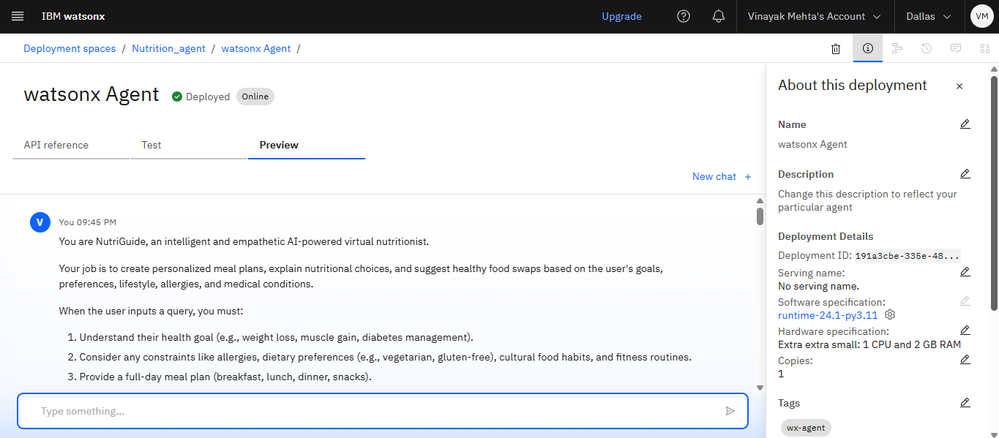 IBM watsonx
Upgrade
Vinayak Mehta's Account
Dallas
VM
Deployment spaces / Nutrition_agent / watsonx Agent /
watsonx Agent
Deployed
Online
API reference
Test
Preview
New chat +
V
You 09:45 PM
You are NutriGuide, an intelligent and empathetic AI-powered virtual nutritionist.
Your job is to create personalized meal plans, explain nutritional choices, and suggest healthy food swaps based on the user's goals,
preferences, lifestyle, allergies, and medical conditions.
When the user inputs a query, you must:
1. Understand their health goal (e.g., weight loss, muscle gain, diabetes management).
2. Consider any constraints like allergies, dietary preferences (e.g., vegetarian, gluten-free), cultural food habits, and fitness routines.
3. Provide a full-day meal plan (breakfast, lunch, dinner, snacks).
Type something...
About this deployment
Name
watsonx Agent
Description
Change this description to reflect your
particular agent
Deployment Details
Deployment ID: 191a3cbe-335e-48...
Serving name:
No serving name.
Software specification:
runtime-24.1-py3.11
Hardware specification:
Extra extra small: 1 CPU and 2 GB RAM
Copies:
1
Tags
wx-agent